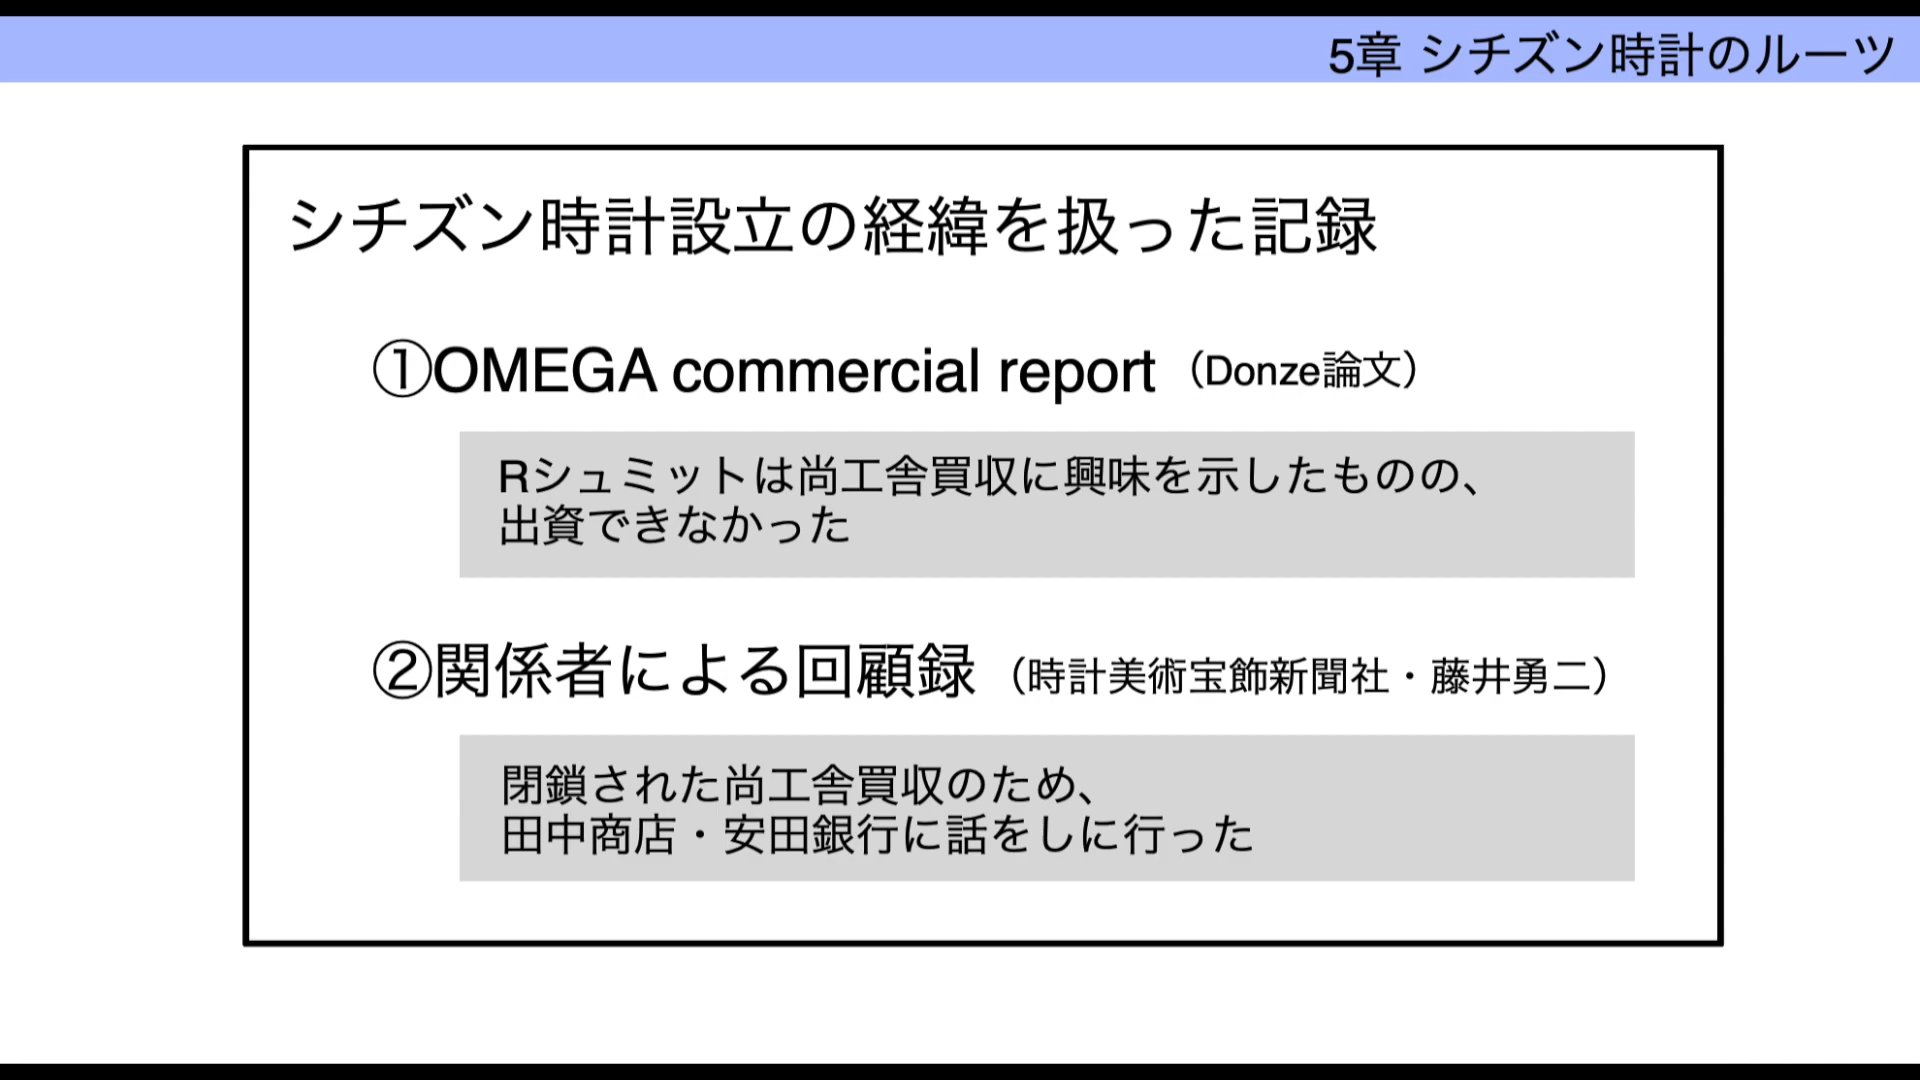 5章 シチズン時計のルーツ
シチズン時計設立の経緯を扱った記録
①OMEGA commercial report（Donze論文）
Rシュミットは尚工舎買収に興味を示したものの、
出資できなかった
②関係者による回顧録（時計美術宝飾新聞社・藤井勇二）
閉鎖された尚工舎買収のため、
田中商店・安田銀行に話をしに行った